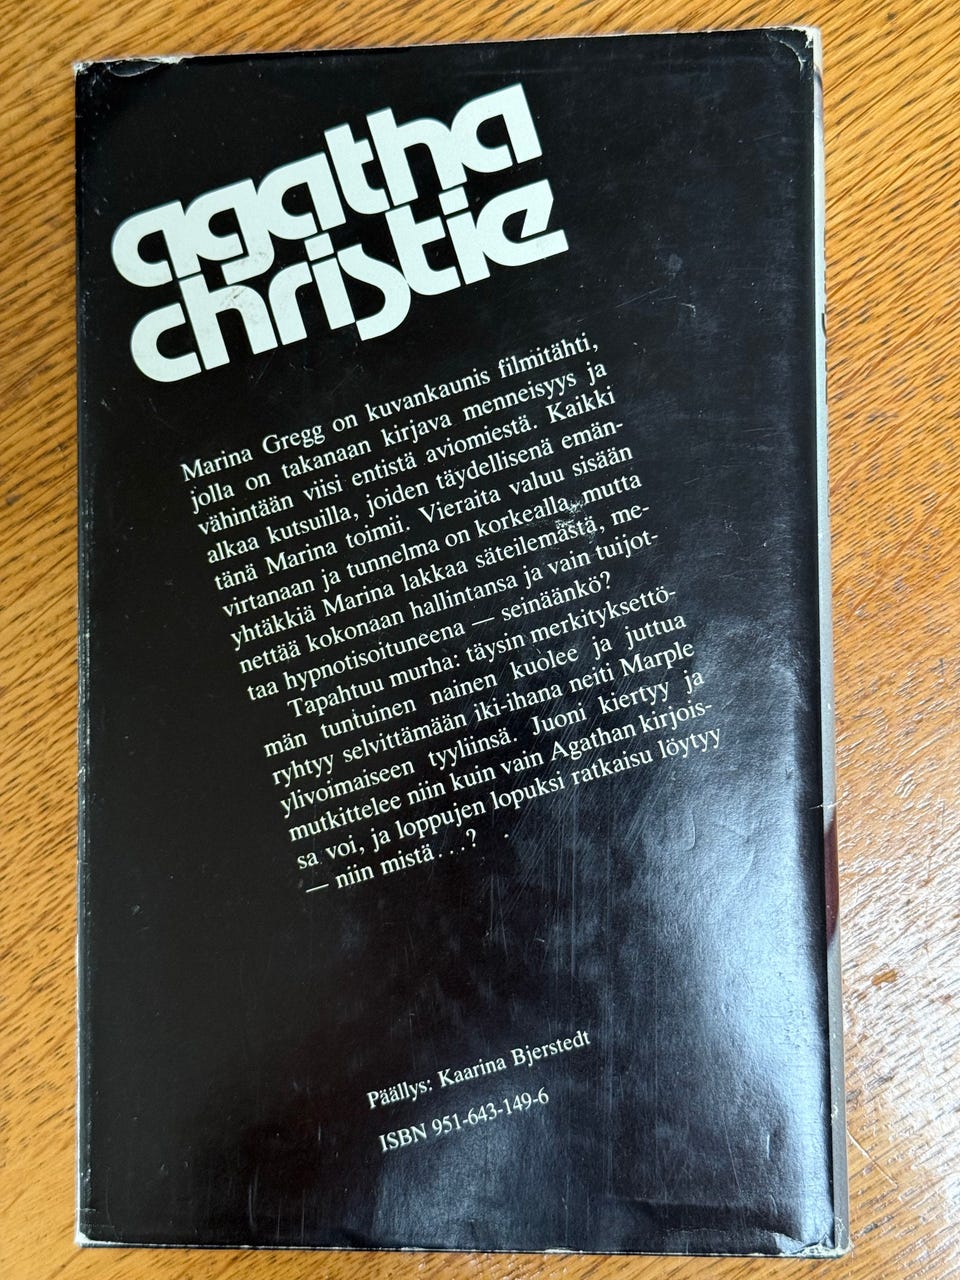 agatha
christie
Marina Gregg on kuvankaunis filmitähti,
jolla on takanaan kirjava menneisyys ja
vähintään viisi entistä aviomiestä. Kaikki
alkaa kutsuilla, joiden täydellisenä emän-
tänä Marina toimii. Vieraita valuu sisään
virtanaan ja tunnelma on korkealla, mutta
yhtäkkiä Marina lakkaa säteilemästä, me-
nettää kokonaan hallintansa ja vain tuijot-
taa hypnotisoituneena — seinäänkö?
Tapahtuu murha: täysin merkityksettö-
män tuntuinen nainen kuolee ja juttua
ryhtyy selvittämään iki-ihana neiti Marple
ylivoimaiseen tyyliinsä. Juoni kiertyy ja
mutkittelee niin kuin vain Agathan kirjois-
sa voi, ja loppujen lopuksi ratkaisu löytyy
— niin mistä...?
Päällys: Kaarina Bjerstedt
ISBN 951-643-149-6